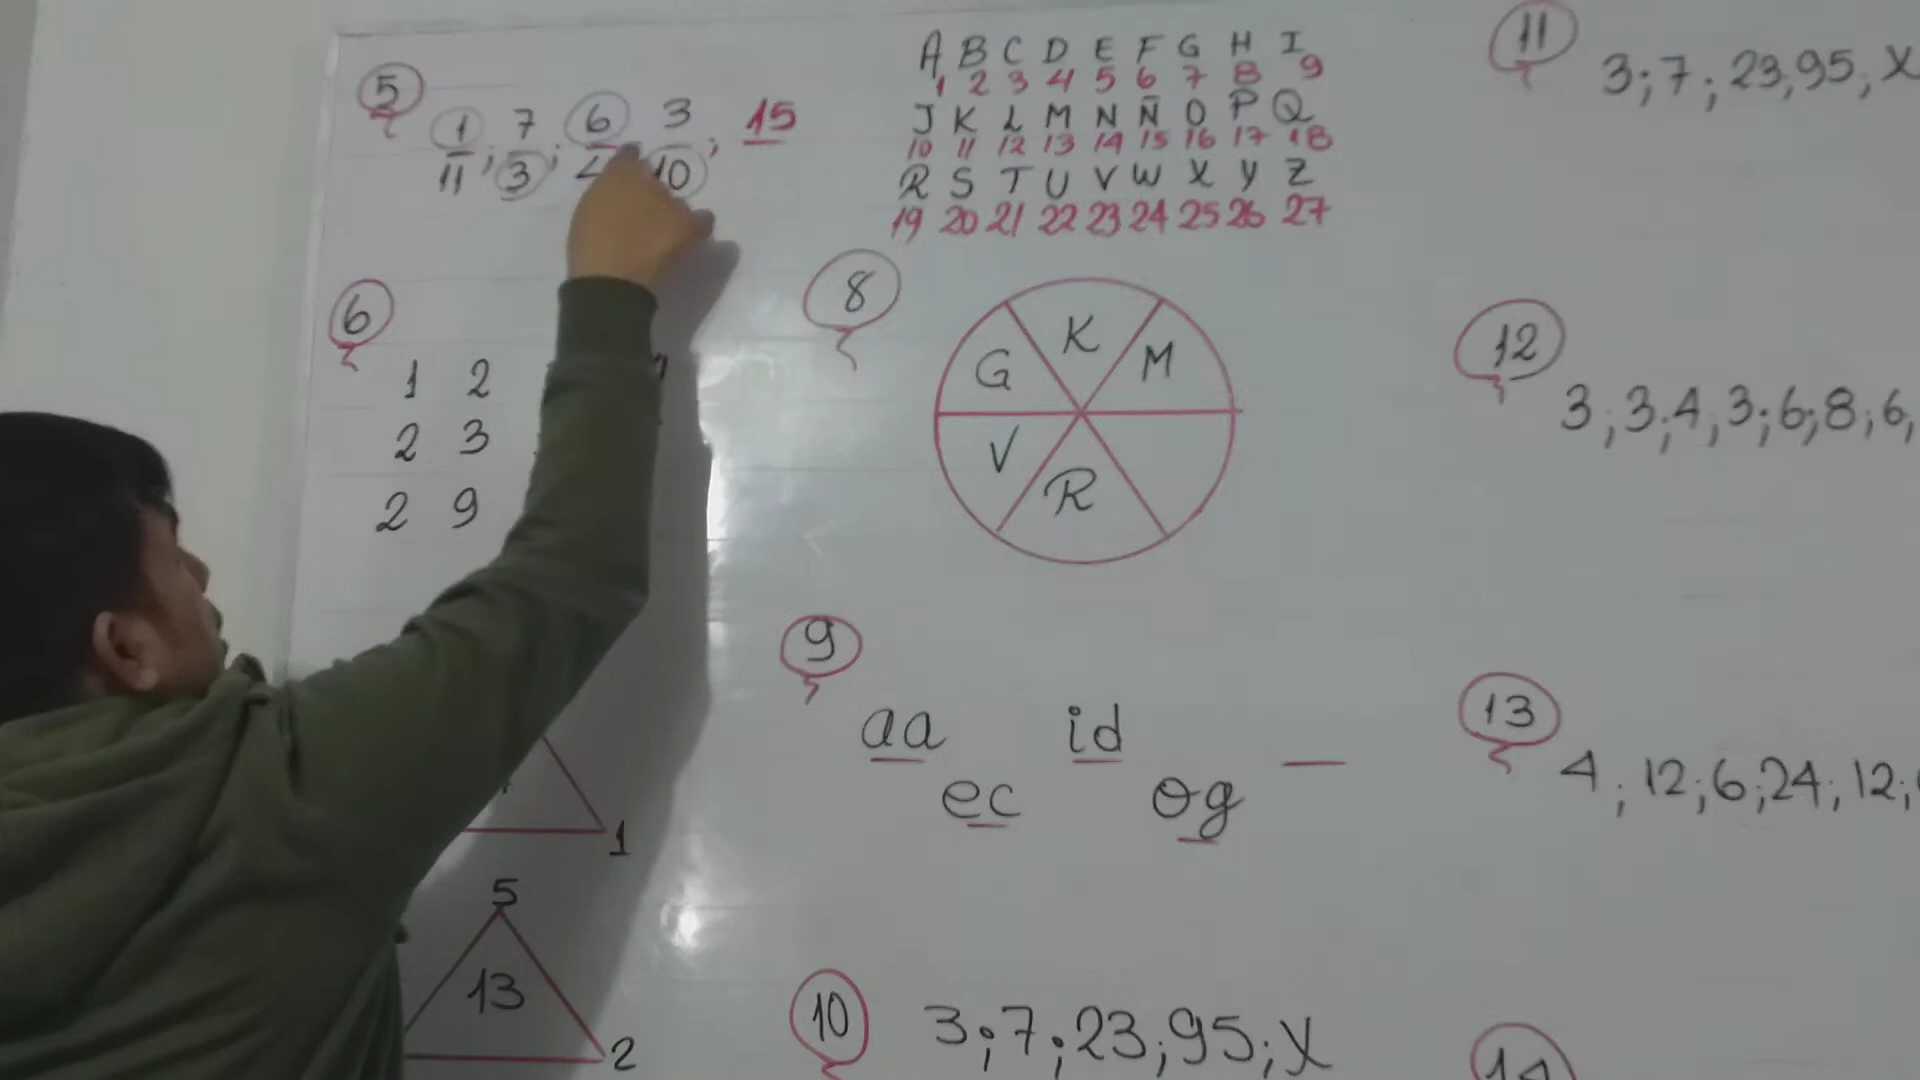 5
1 7 6 3
; ; ; 15
11 3 10
A B C D E F G H I
1 2 3 4 5 6 7 8 9
J K L M N Ñ O P Q
10 11 12 13 14 15 16 17 18
R S T U V W X Y Z
19 20 21 22 23 24 25 26 27
6
1 2
2 3
2 9
1
5
13
2
8
G K M
V R
9
aa id
ec og
10
3;7;23,95;X
11
3;7;23,95,X
12
3;3;4,3;6;8;6,
13
4;12;6;24;12;